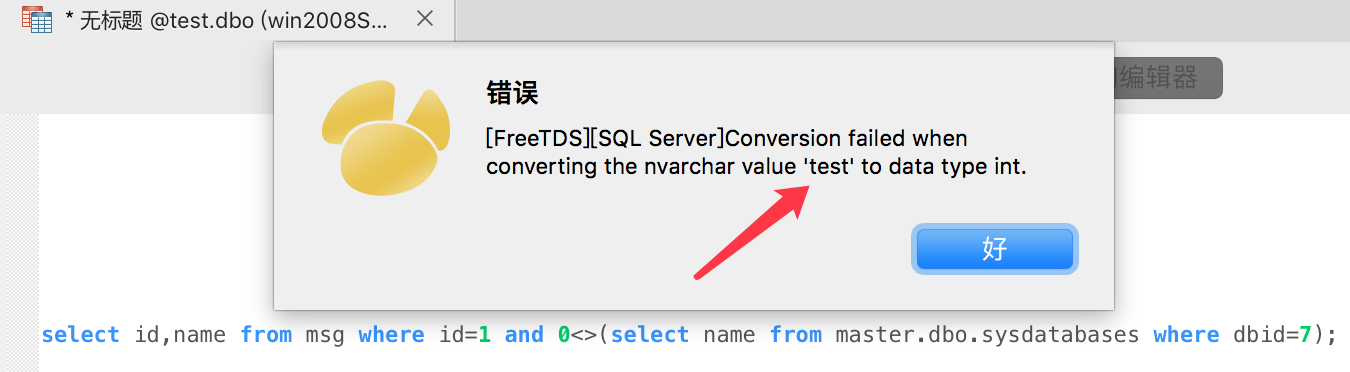 * 无标题 @test.dbo (win2008S...
编辑器
错误
[FreeTDS][SQL Server]Conversion failed when
converting the nvarchar value 'test' to data type int.
好
select id,name from msg where id=1 and 0<>(select name from master.dbo.sysdatabases where dbid=7);